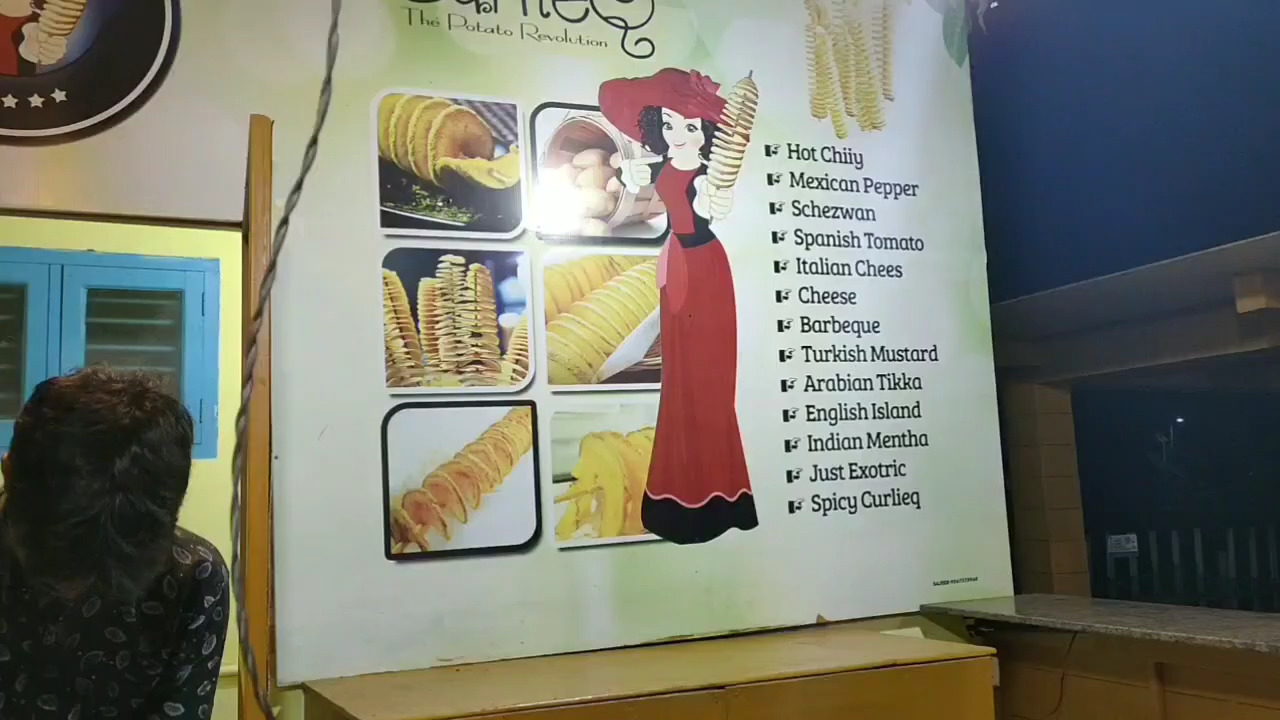 The Potato Revolution
Hot Chiiy
Mexican Pepper
Schezwan
Spanish Tomato
Italian Chees
Cheese
Barbeque
Turkish Mustard
Arabian Tikka
English Island
Indian Mentha
Just Exotric
Spicy Curlieq